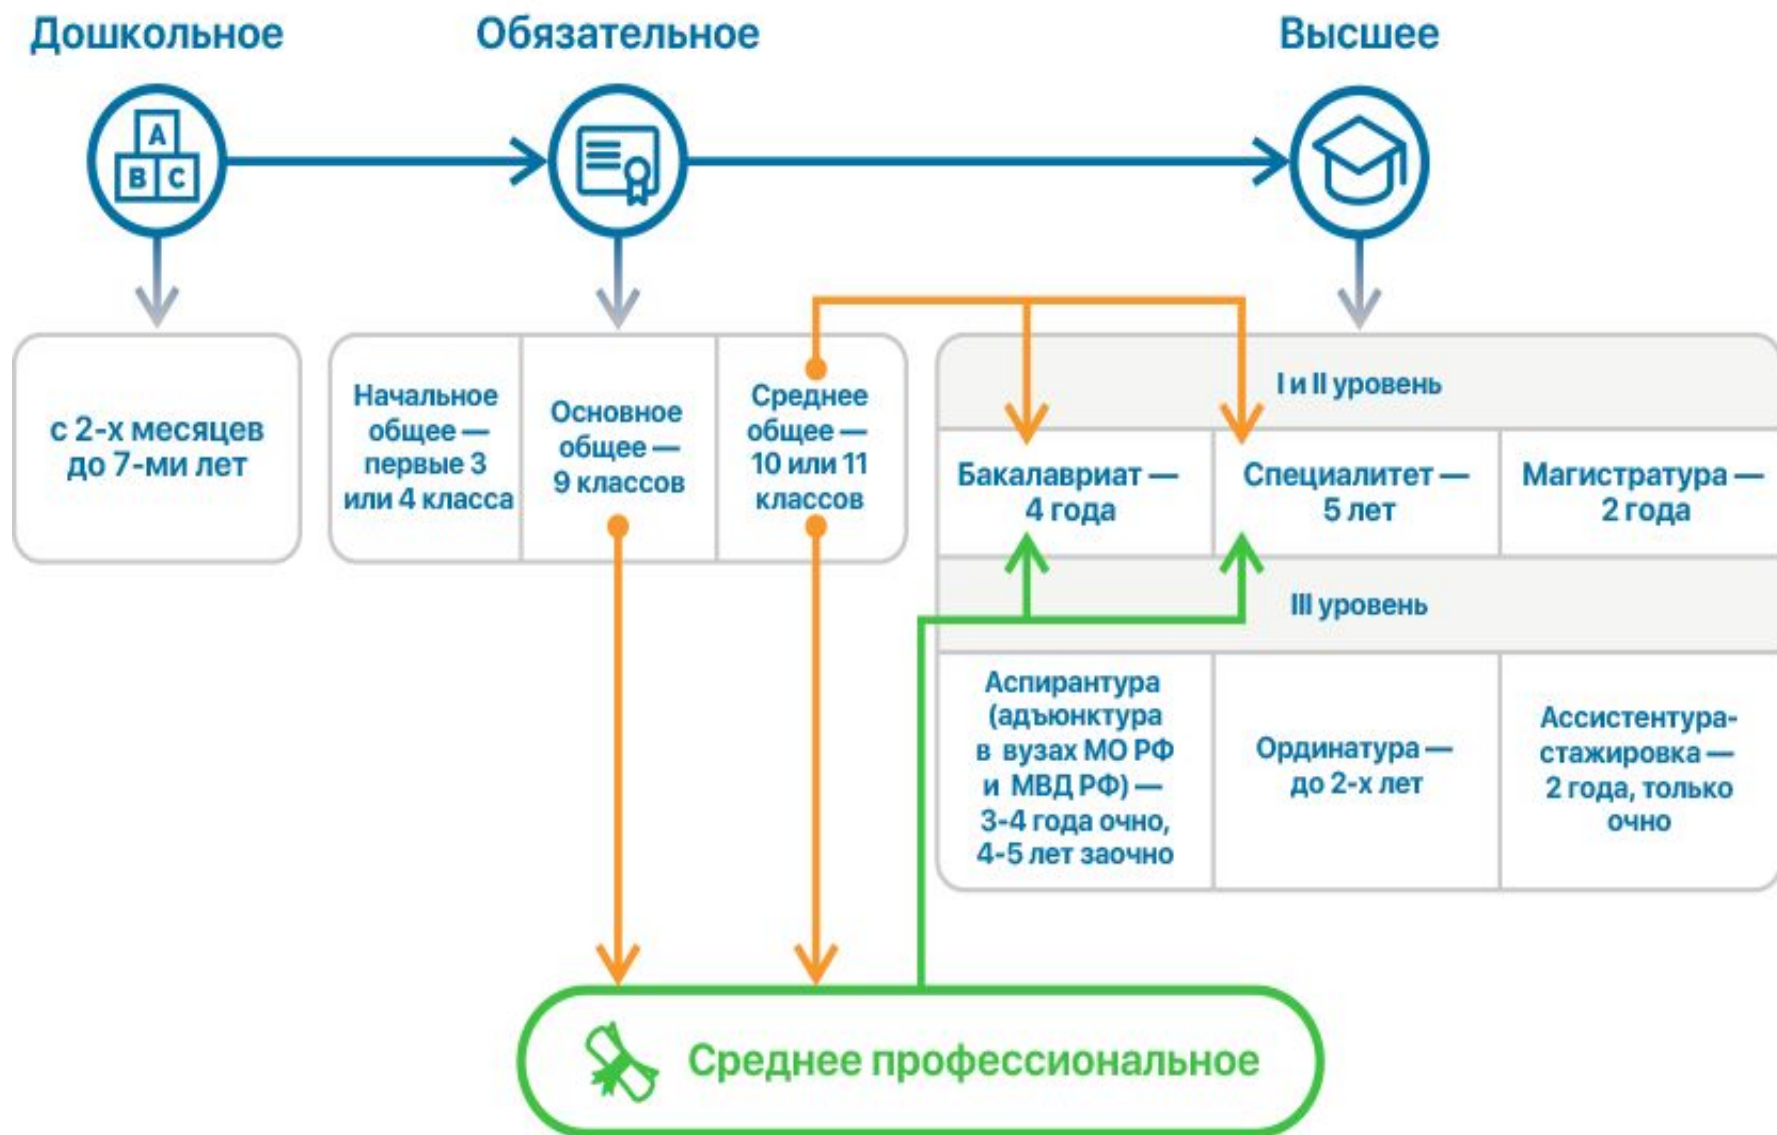 Дошкольное
Обязательное
Высшее
A
B C
с 2-х месяцев
до 7-ми лет
Начальное
общее —
первые 3
или 4 класса
Основное
общее —
9 классов
Среднее
общее —
10 или 11
классов
I и II уровень
Бакалавриат —
4 года
Специалитет —
5 лет
Магистратура —
2 года
III уровень
Аспирантура
(адъюнктура
в вузах МО РФ
и МВД РФ) —
3-4 года очно,
4-5 лет заочно
Ординатура —
до 2-х лет
Ассистентура-
стажировка —
2 года, только
очно
Среднее профессиональное